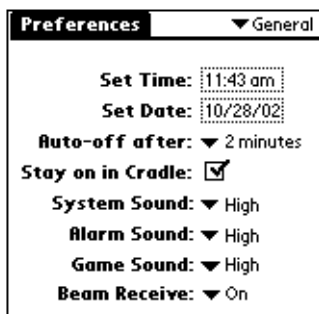 Preferences General
Set Time: 11:43 am
Set Date: 10/28/02
Auto-off after: 2 minutes
Stay on in Cradle:
System Sound: High
Alarm Sound: High
Game Sound: High
Beam Receive: On